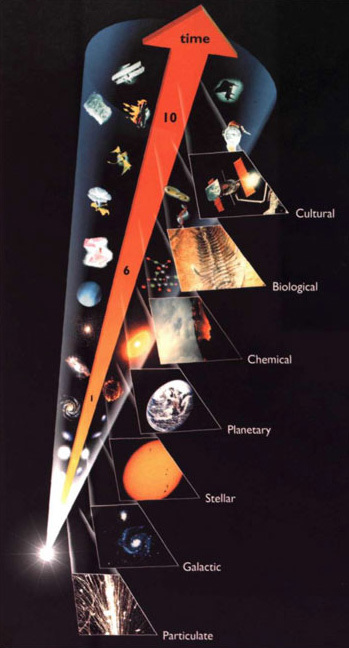 time
10
Cultural
Biological
6
Chemical
1
Planetary
Stellar
Galactic
Particulate